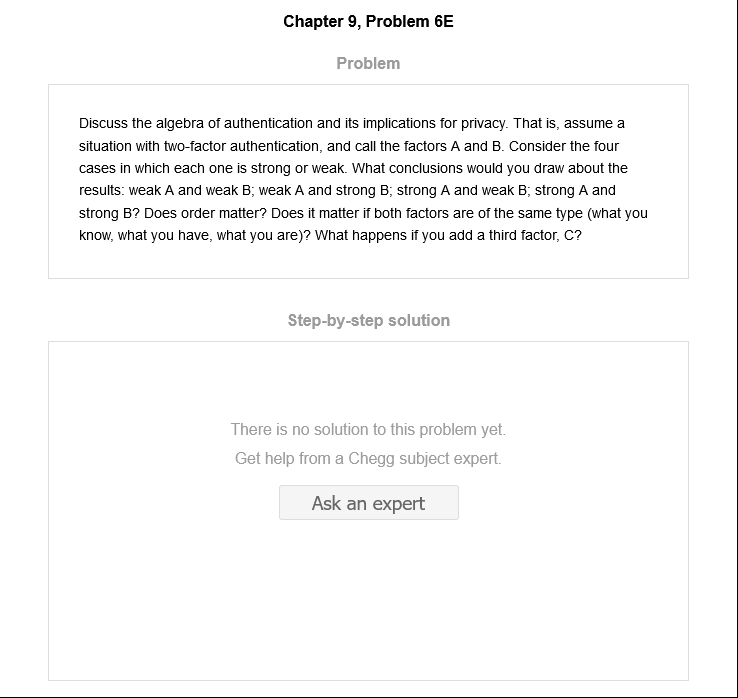 Chapter 9, Problem 6E
Problem
Discuss the algebra of authentication and its implications for privacy. That is, assume a
situation with two-factor authentication, and call the factors A and B. Consider the four
cases in which each one is strong or weak. What conclusions would you draw about the
results: weak A and weak B; weak A and strong B; strong A and weak B; strong A and
strong B? Does order matter? Does it matter if both factors are of the same type (what you
know, what you have, what you are)? What happens if you add a third factor, C?
Step-by-step solution
There is no solution to this problem yet.
Get help from a Chegg subject expert.
Ask an expert